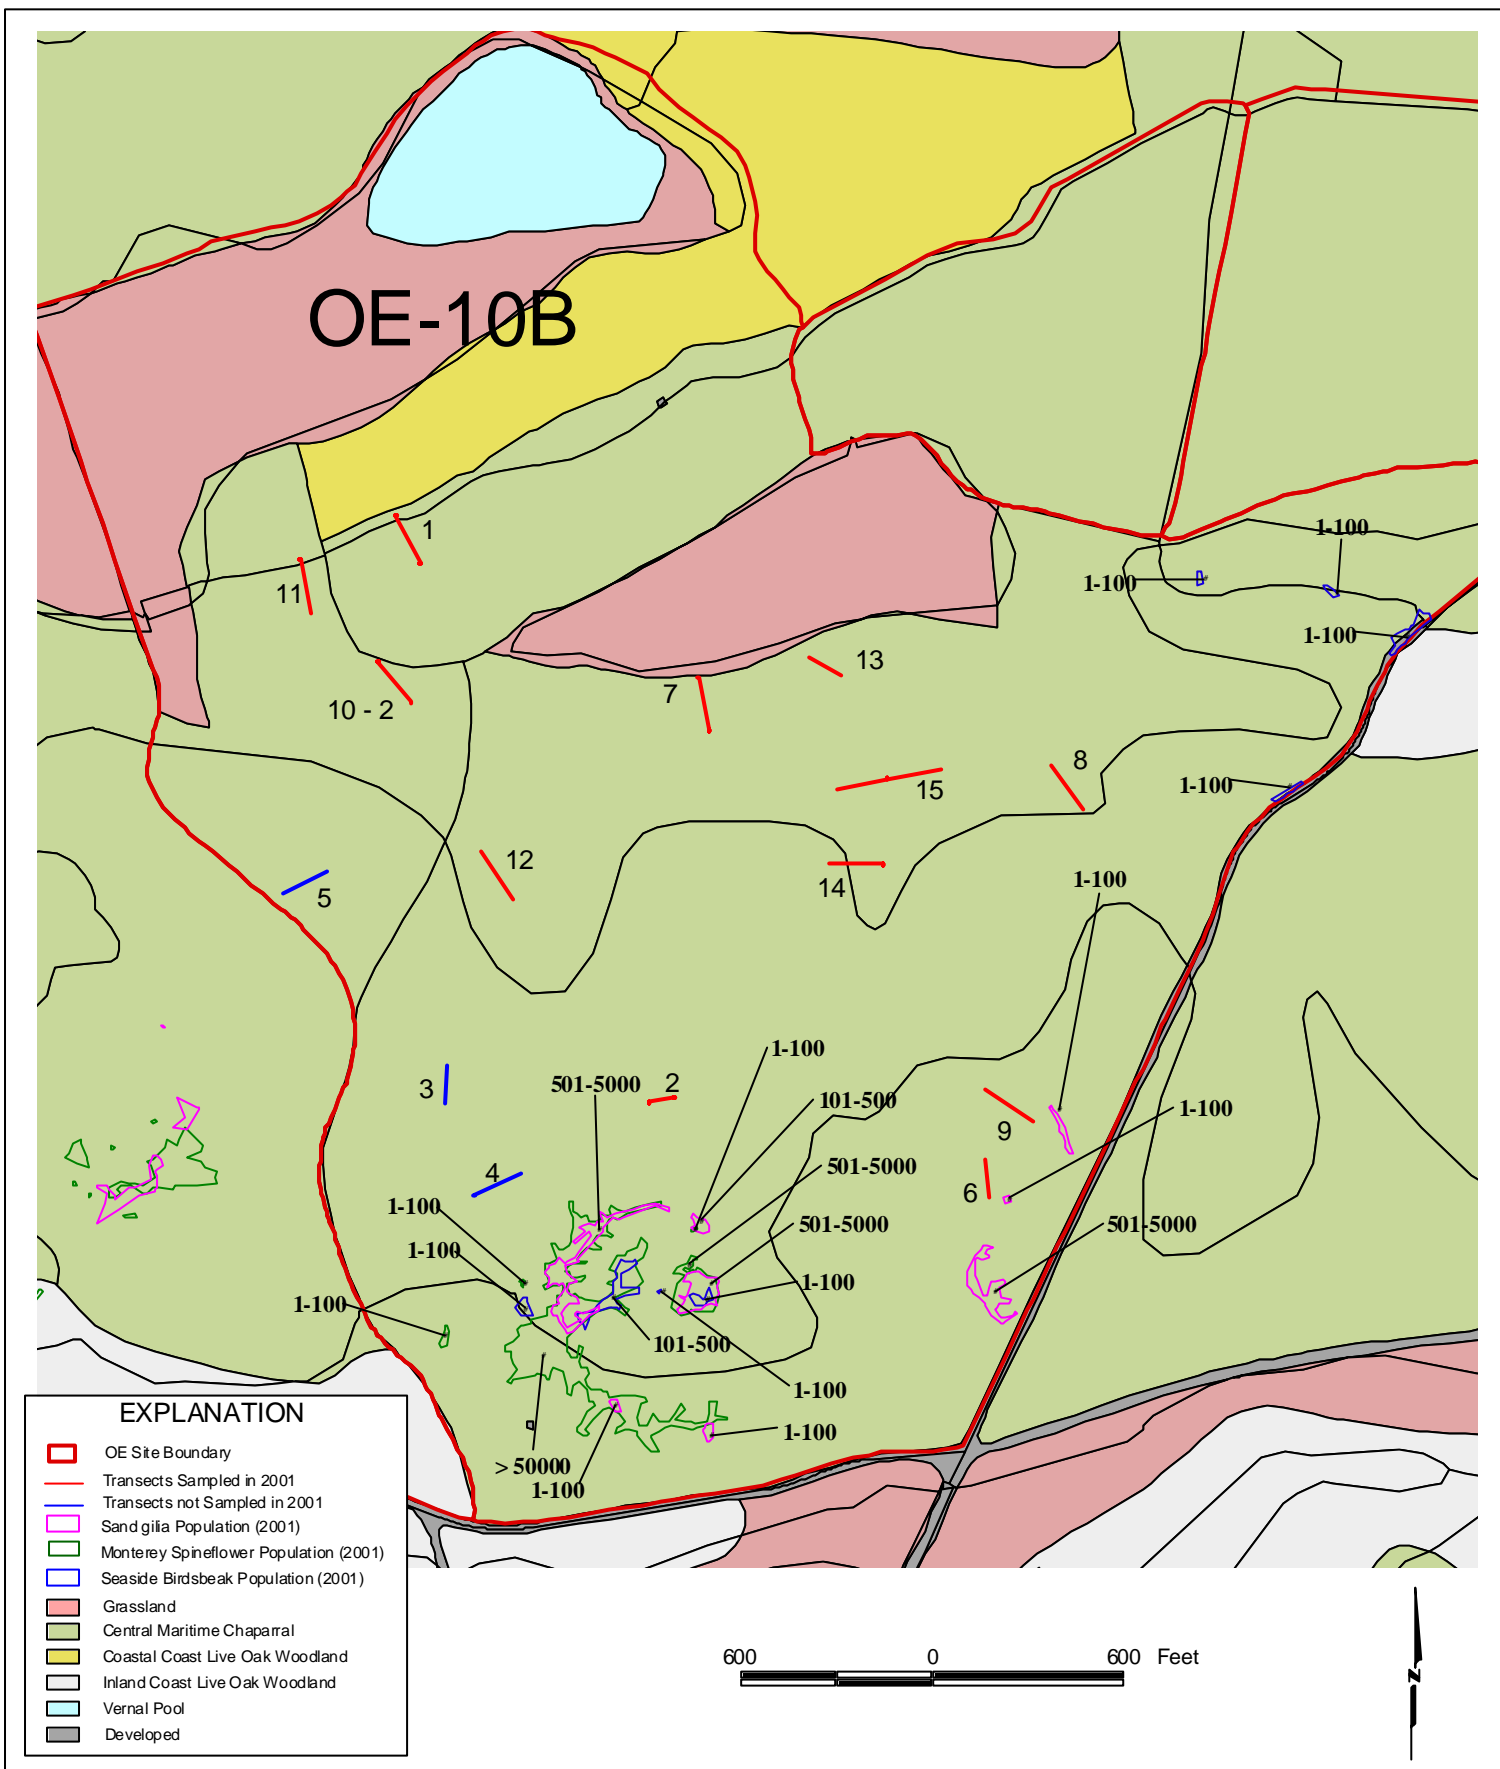 OE-10B
1
11
10 - 2
7
13
15
8
12
14
5
1-100
1-100
1-100
1-100
1-100
1-100
3
501-5000
2
1-100
101-500
9
4
501-5000
6
1-100
501-5000
501-5000
1-100
1-100
1-100
101-500
1-100
1-100
> 50000
1-100
EXPLANATION
OE Site Boundary
Transects Sampled in 2001
Transects not Sampled in 2001
Sand gilia Population (2001)
Monterey Spineflower Population (2001)
Seaside Birdsbeak Population (2001)
Grassland
Central Maritime Chaparral
Coastal Coast Live Oak Woodland
Inland Coast Live Oak Woodland
Vernal Pool
Developed
600 0 600 Feet
N